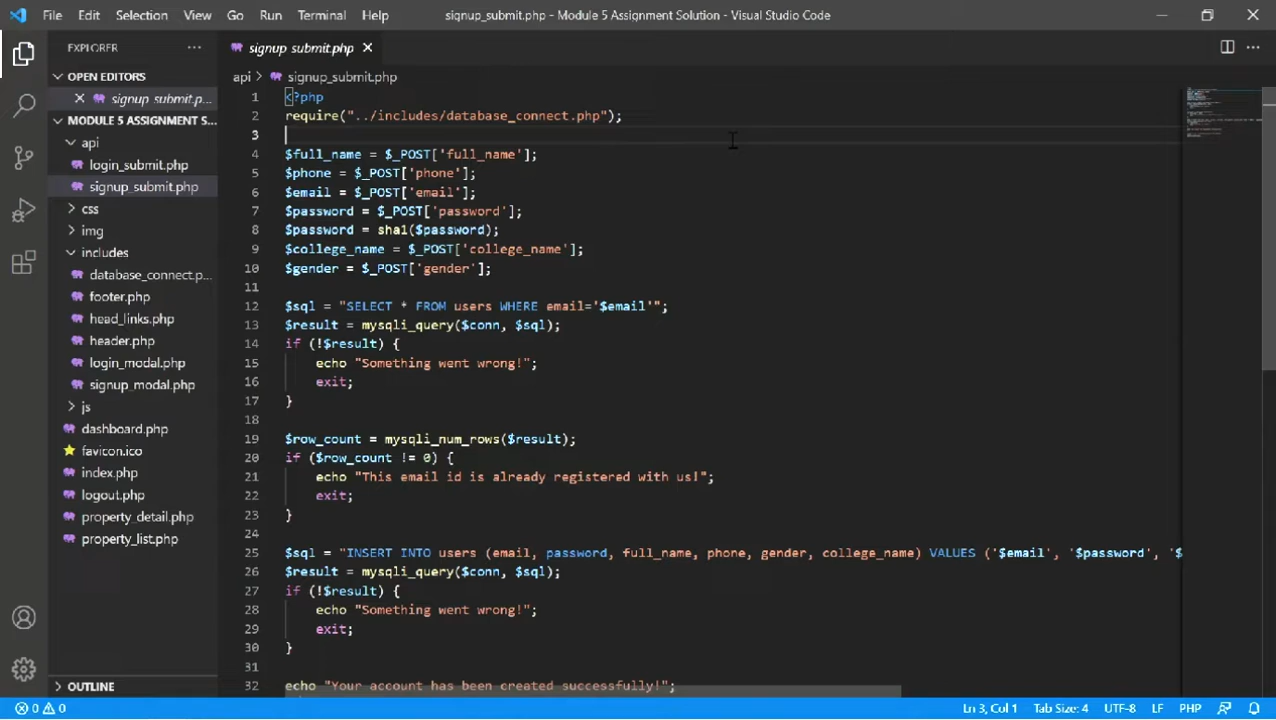 File Edit Selection View Go Run Terminal Help signup_submit.php - Module 5 Assignment Solution - Visual Studio Code
EXPLORER
OPEN EDITORS
signup_submit.p...
MODULE 5 ASSIGNMENT S...
api
login_submit.php
signup_submit.php
css
img
includes
database_connect.p...
footer.php
head_links.php
header.php
login_modal.php
signup_modal.php
js
dashboard.php
favicon.ico
index.php
logout.php
property_detail.php
property_list.php
OUTLINE
signup_submit.php
api > signup_submit.php
1 <?php
2 require("../includes/database_connect.php");
3
4 $full_name = $_POST['full_name'];
5 $phone = $_POST['phone'];
6 $email = $_POST['email'];
7 $password = $_POST['password'];
8 $password = sha1($password);
9 $college_name = $_POST['college_name'];
10 $gender = $_POST['gender'];
11
12 $sql = "SELECT * FROM users WHERE email='$email'";
13 $result = mysqli_query($conn, $sql);
14 if (!$result) {
15 echo "Something went wrong!";
16 exit;
17 }
18
19 $row_count = mysqli_num_rows($result);
20 if ($row_count != 0) {
21 echo "This email id is already registered with us!";
22 exit;
23 }
24
25 $sql = "INSERT INTO users (email, password, full_name, phone, gender, college_name) VALUES ('$email', '$password', '$
26 $result = mysqli_query($conn, $sql);
27 if (!$result) {
28 echo "Something went wrong!";
29 exit;
30 }
31
32 echo "Your account has been created successfully!";
0 0 Ln 3, Col 1 Tab Size: 4 UTF-8 LF PHP